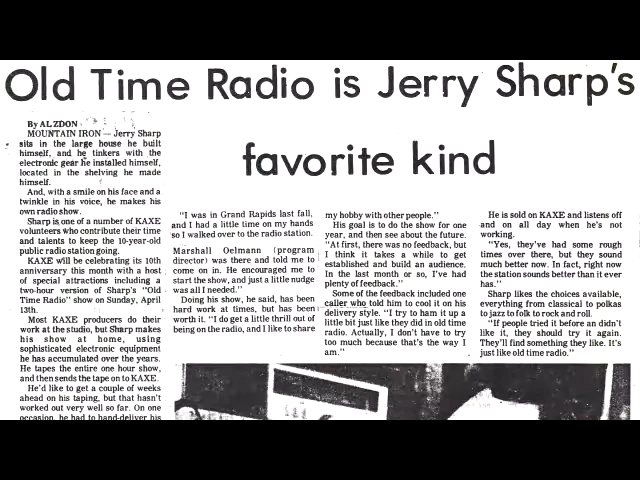 Old Time Radio is Jerry Sharp's
favorite kind
By AL ZDON
MOUNTAIN IRON — Jerry Sharp
sits in the large house he built
himself, and he tinkers with the
electronic gear he installed himself,
located in the shelving he made
himself.
And, with a smile on his face and a
twinkle in his voice, he makes his
own radio show.
Sharp is one of a number of KAXE
volunteers who contribute their time
and talents to keep the 10-year-old
public radio station going.
KAXE will be celebrating its 10th
anniversary this month with a host
of special attractions including a
two-hour version of Sharp's "Old
Time Radio" show on Sunday, April
13th.
Most KAXE producers do their
work at the studio, but Sharp makes
his show at home, using
sophisticated electronic equipment
he has accumulated over the years.
He tapes the entire one hour show,
and then sends the tape on to KAXE.
He'd like to get a couple of weeks
ahead on his taping, but that hasn't
worked out very well so far. On one
occasion, he had to hand-deliver his
"I was in Grand Rapids last fall,
and I had a little time on my hands
so I walked over to the radio station.
Marshall Oelmann (program
director) was there and told me to
come on in. He encouraged me to
start the show, and just a little nudge
was all I needed."
Doing his show, he said, has been
hard work at times, but has been
worth it. "I do get a little thrill out of
being on the radio, and I like to share
my hobby with other people."
His goal is to do the show for one
year, and then see about the future.
"At first, there was no feedback, but
I think it takes a while to get
established and build an audience.
In the last month or so, I've had
plenty of feedback."
Some of the feedback included one
caller who told him to cool it on his
delivery style. "I try to ham it up a
little bit just like they did in old time
radio. Actually, I don't have to try
too much because that's the way I
am."
He is sold on KAXE and listens off
and on all day when he's not
working.
"Yes, they've had some rough
times over there, but they sound
much better now. In fact, right now
the station sounds better than it ever
has."
Sharp likes the choices available,
everything from classical to polkas
to jazz to folk to rock and roll.
"If people tried it before an didn't
like it, they should try it again.
They'll find something they like. It's
just like old time radio."